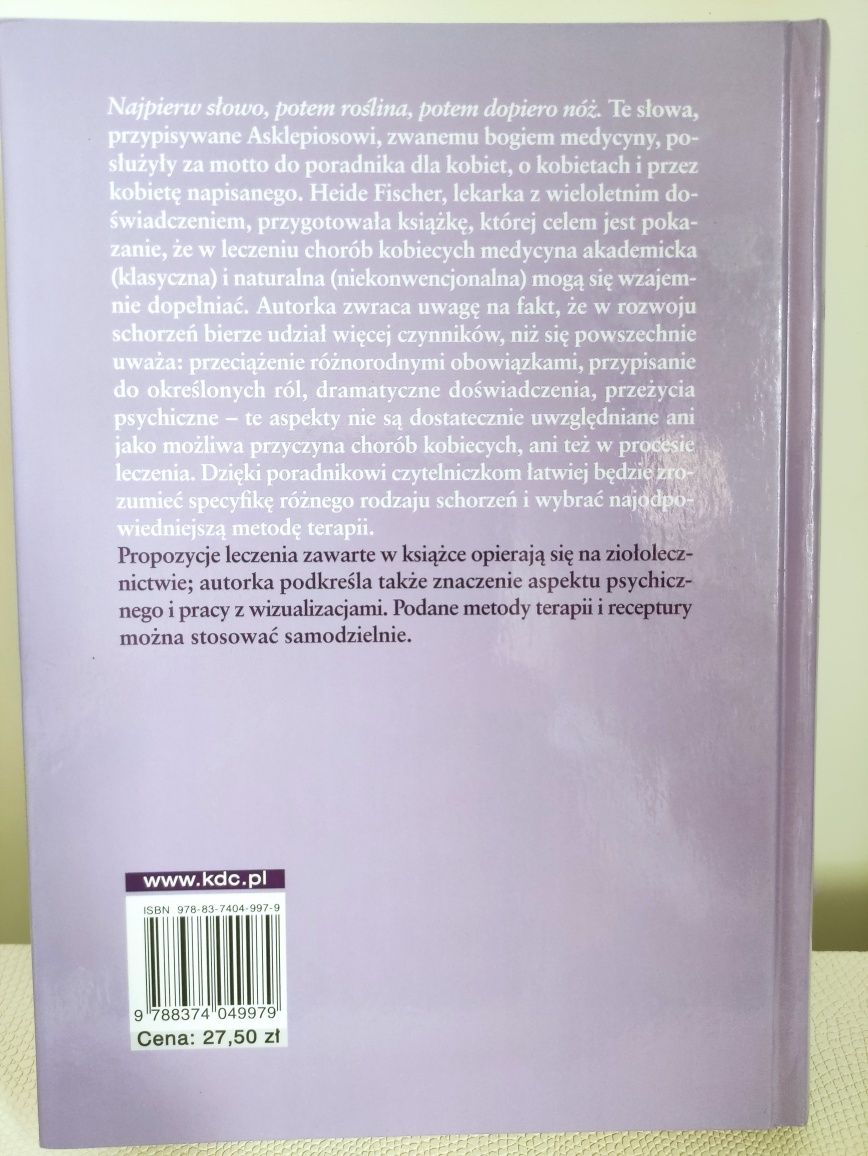 Najpierw słowo, potem roślina, potem dopiero nóż. Te słowa,
przypisywane Asklepiosowi, zwanemu bogiem medycyny, po-
służyły za motto do poradnika dla kobiet, o kobietach i przez
kobietę napisanego. Heide Fischer, lekarka z wieloletnim do-
świadczeniem, przygotowała książkę, której celem jest poka-
zanie, że w leczeniu chorób kobiecych medycyna akademicka
(klasyczna) i naturalna (niekonwencjonalna) mogą się wzajem-
nie dopełniać. Autorka zwraca uwagę na fakt, że w rozwoju
schorzeń bierze udział więcej czynników, niż się powszechnie
uważa: przeciążenie różnorodnymi obowiązkami, przypisanie
do określonych ról, dramatyczne doświadczenia, przeżycia
psychiczne – te aspekty nie są dostatecznie uwzględniane ani
jako możliwa przyczyna chorób kobiecych, ani też w procesie
leczenia. Dzięki poradnikowi czytelniczkom łatwiej będzie zro-
zumieć specyfikę różnego rodzaju schorzeń i wybrać najodpo-
wiedniejszą metodę terapii.
Propozycje leczenia zawarte w książce opierają się na ziołolecz-
nictwie; autorka podkreśla także znaczenie aspektu psychicz-
nego i pracy z wizualizacjami. Podane metody terapii i receptury
można stosować samodzielnie.
www.kdc.pl
ISBN 978-83-7404-997-9
9 788374 049979
Cena: 27,50 zł